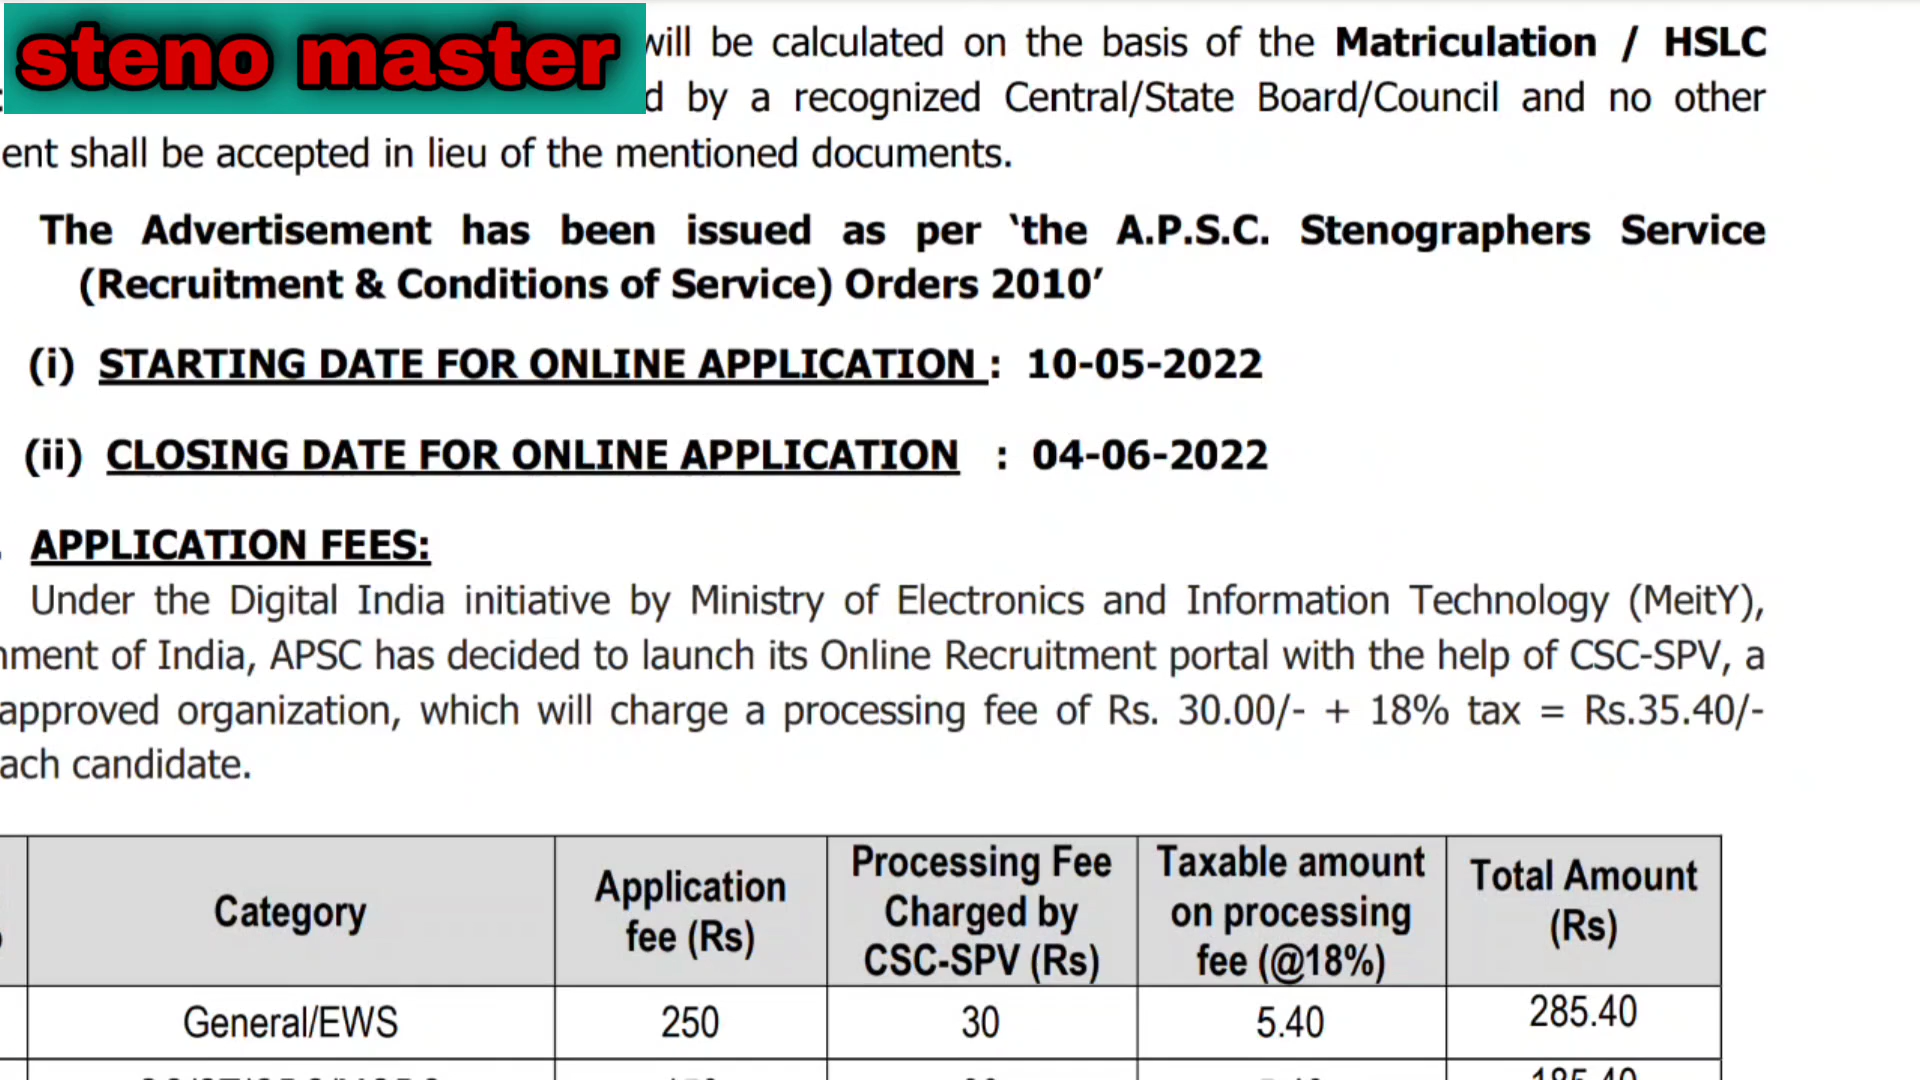 steno master
will be calculated on the basis of the Matriculation / HSLC
d by a recognized Central/State Board/Council and no other
ent shall be accepted in lieu of the mentioned documents.
The Advertisement has been issued as per ‘the A.P.S.C. Stenographers Service
(Recruitment & Conditions of Service) Orders 2010’
(i) STARTING DATE FOR ONLINE APPLICATION : 10-05-2022
(ii) CLOSING DATE FOR ONLINE APPLICATION : 04-06-2022
. APPLICATION FEES:
Under the Digital India initiative by Ministry of Electronics and Information Technology (MeitY),
nment of India, APSC has decided to launch its Online Recruitment portal with the help of CSC-SPV, a
approved organization, which will charge a processing fee of Rs. 30.00/- + 18% tax = Rs.35.40/-
ach candidate.
Category
Application
fee (Rs)
Processing Fee
Charged by
CSC-SPV (Rs)
Taxable amount
on processing
fee (@18%)
Total Amount
(Rs)
General/EWS 250 30 5.40 285.40